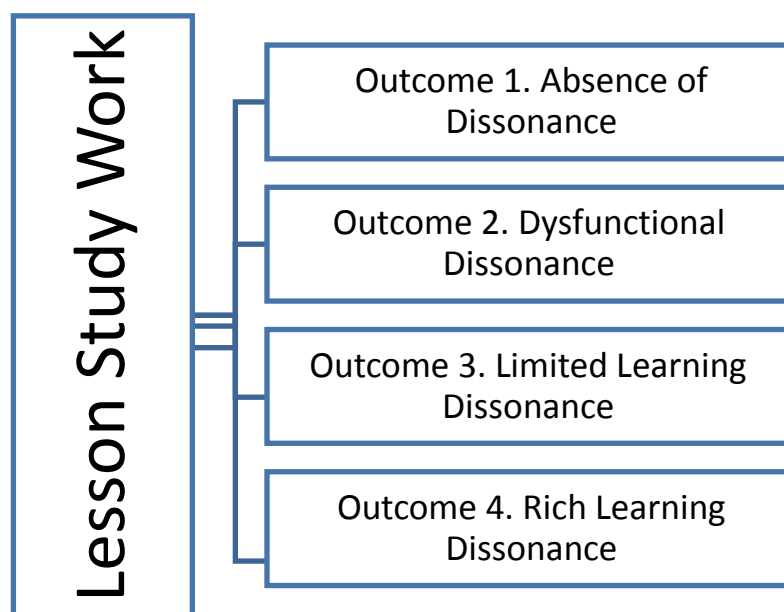 Lesson Study Work
Outcome 1. Absence of
Dissonance
Outcome 2. Dysfunctional
Dissonance
Outcome 3. Limited Learning
Dissonance
Outcome 4. Rich Learning
Dissonance